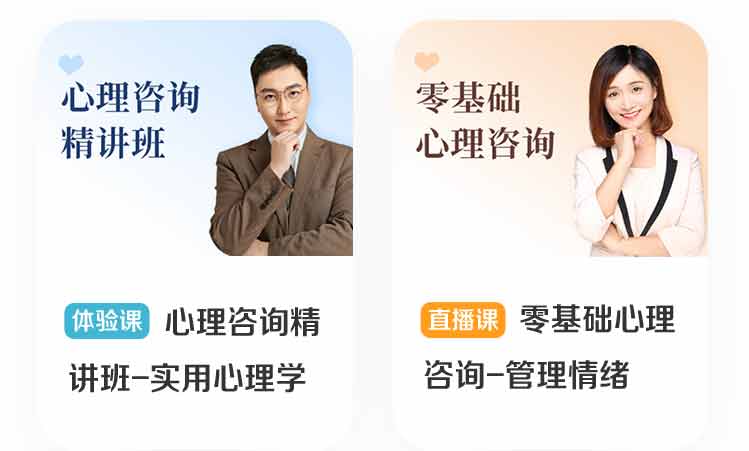 心理咨询
精讲班
体验课 心理咨询精
讲班-实用心理学
零基础
心理咨询
直播课 零基础心理
咨询-管理情绪